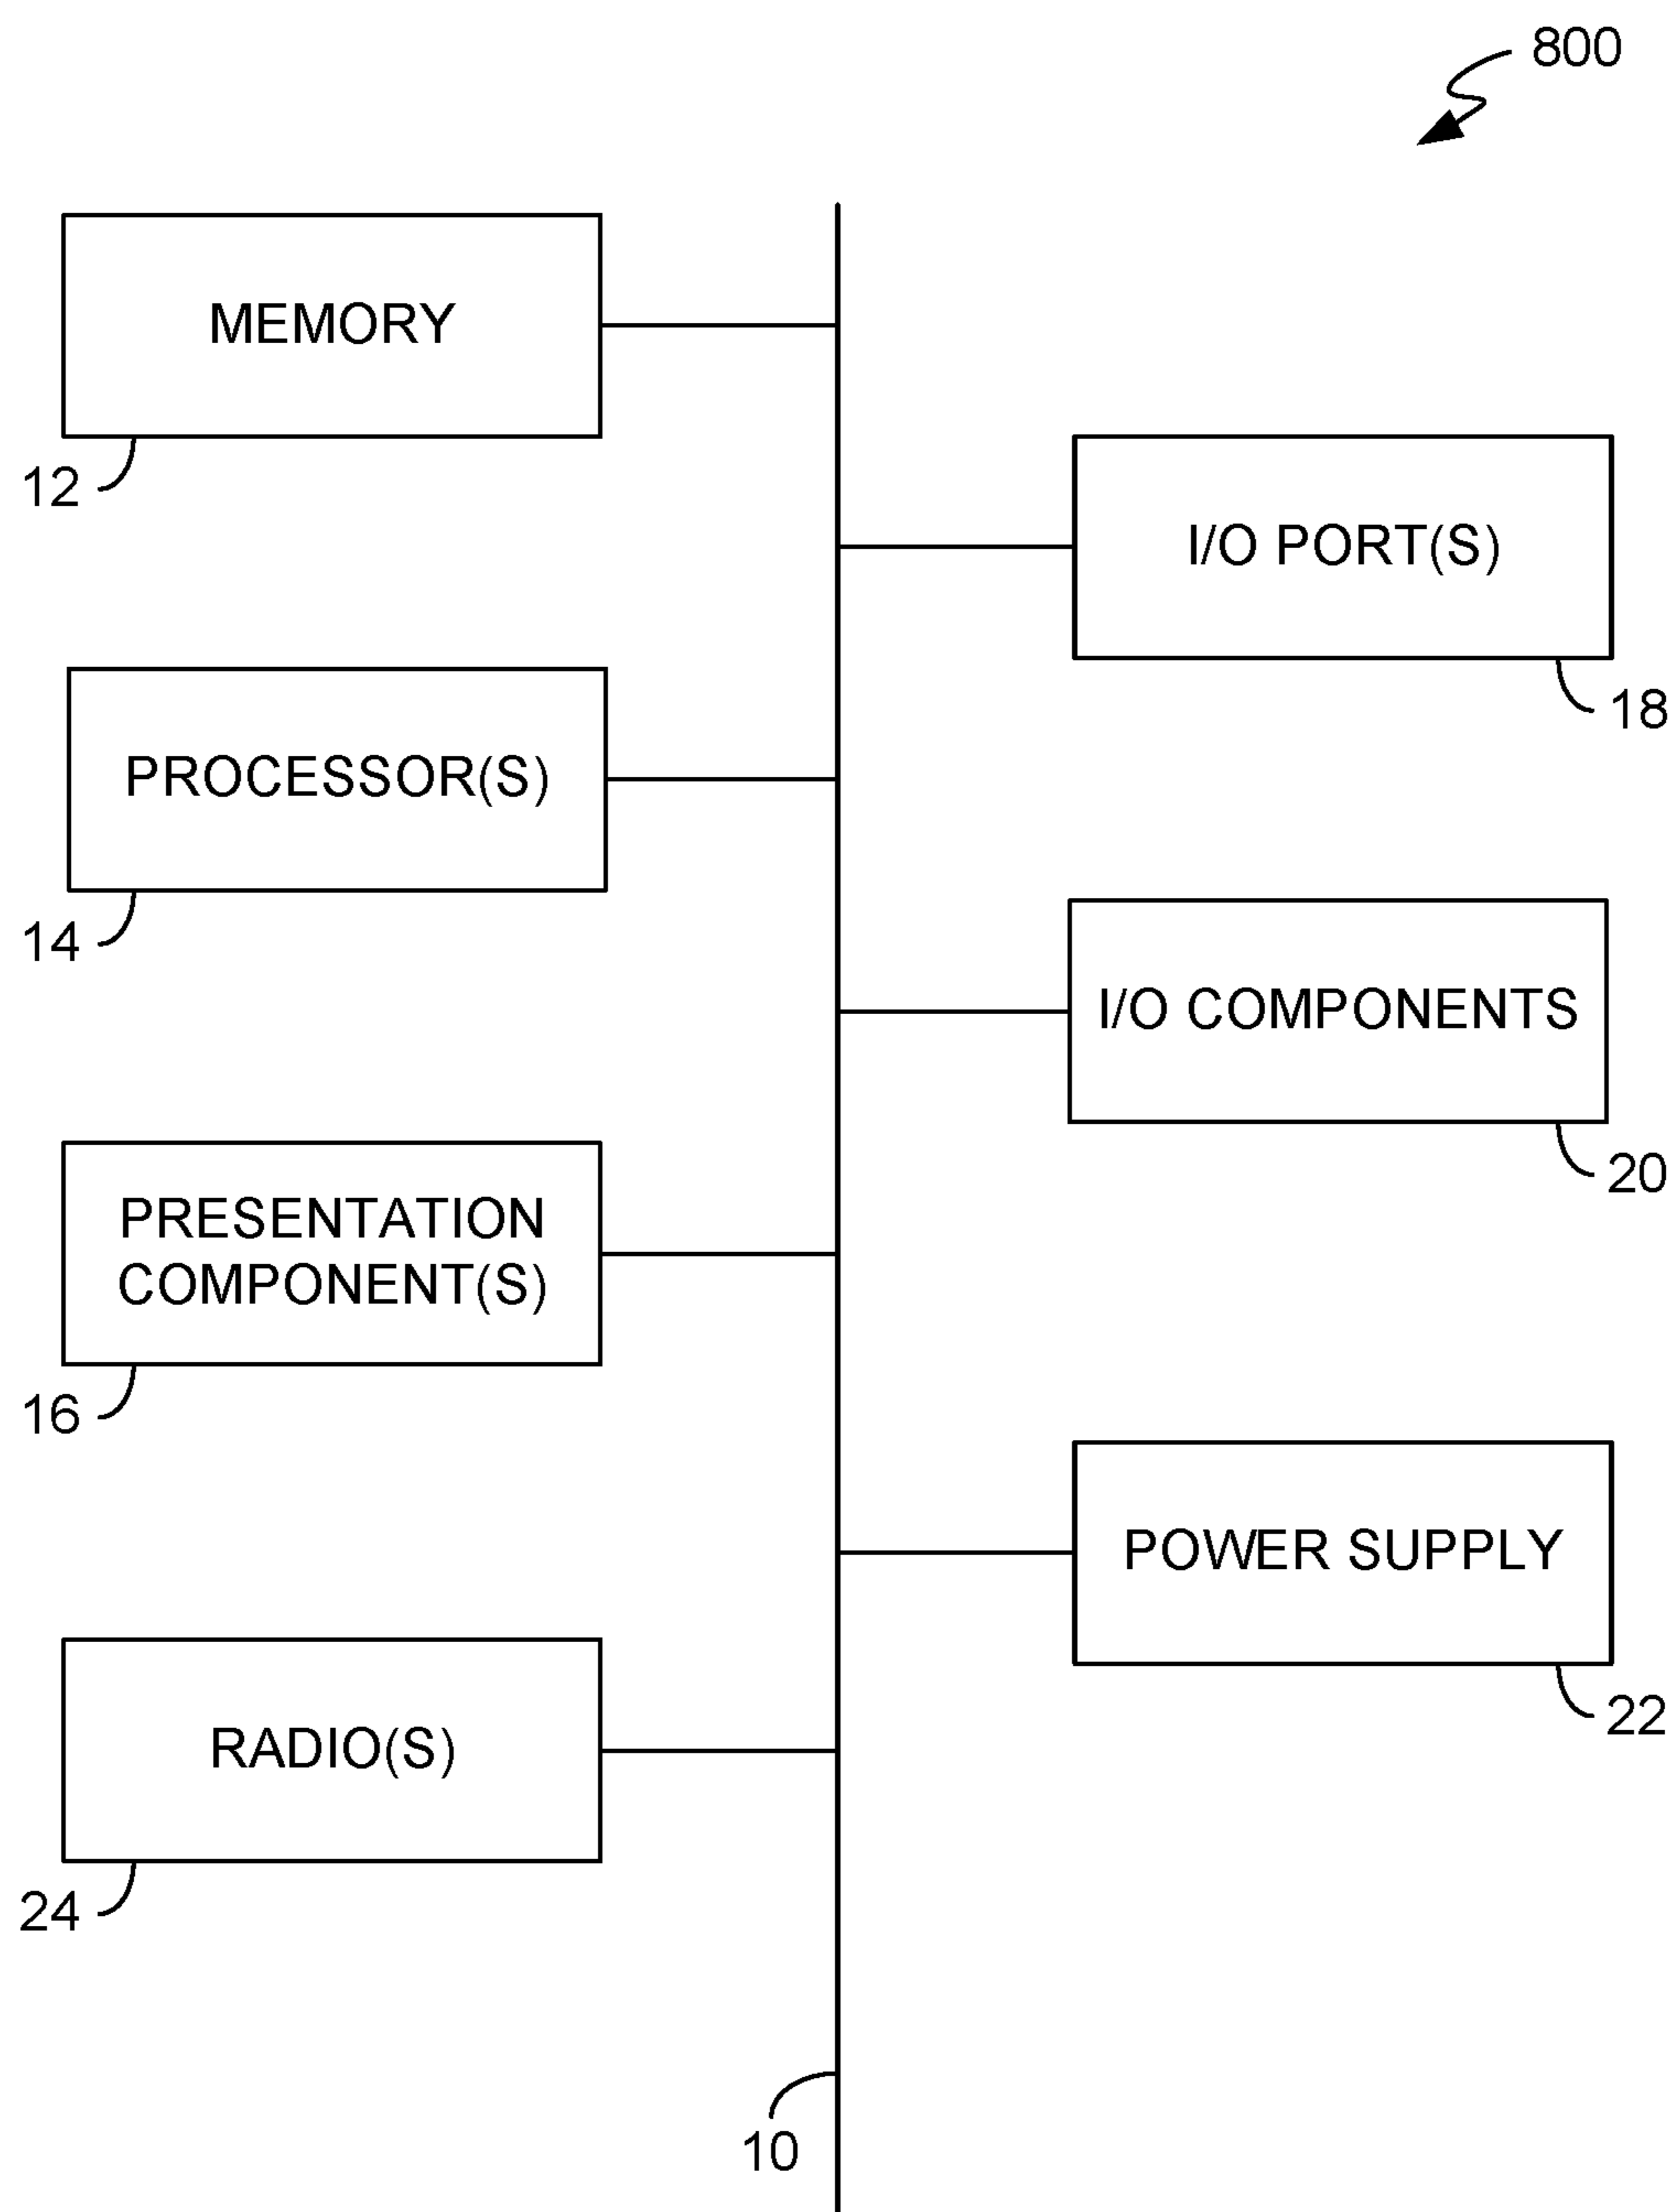 800
MEMORY
12
I/O PORT(S)
18
PROCESSOR(S)
14
I/O COMPONENTS
20
PRESENTATION
COMPONENT(S)
16
POWER SUPPLY
22
RADIO(S)
24
10